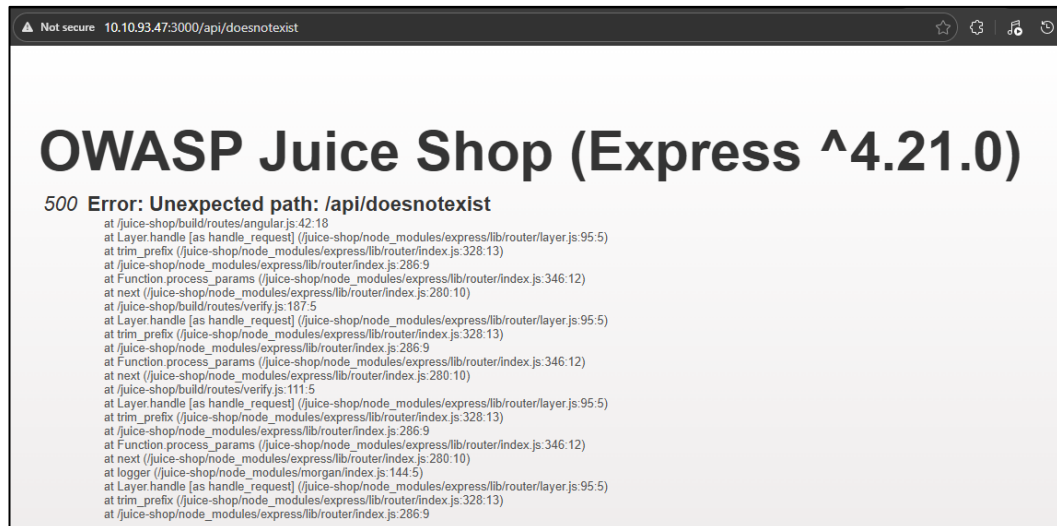 Not secure 10.10.93.47:3000/api/doesnotexist
OWASP Juice Shop (Express ^4.21.0)
500 Error: Unexpected path: /api/doesnotexist
at /juice-shop/build/routes/angular.js:42:18
at Layer.handle [as handle_request] (/juice-shop/node_modules/express/lib/router/layer.js:95:5)
at trim_prefix (/juice-shop/node_modules/express/lib/router/index.js:328:13)
at /juice-shop/node_modules/express/lib/router/index.js:286:9
at Function.process_params (/juice-shop/node_modules/express/lib/router/index.js:346:12)
at next (/juice-shop/node_modules/express/lib/router/index.js:280:10)
at /juice-shop/build/routes/verify.js:187:5
at Layer.handle [as handle_request] (/juice-shop/node_modules/express/lib/router/layer.js:95:5)
at trim_prefix (/juice-shop/node_modules/express/lib/router/index.js:328:13)
at /juice-shop/node_modules/express/lib/router/index.js:286:9
at Function.process_params (/juice-shop/node_modules/express/lib/router/index.js:346:12)
at next (/juice-shop/node_modules/express/lib/router/index.js:280:10)
at /juice-shop/build/routes/verify.js:111:5
at Layer.handle [as handle_request] (/juice-shop/node_modules/express/lib/router/layer.js:95:5)
at trim_prefix (/juice-shop/node_modules/express/lib/router/index.js:328:13)
at /juice-shop/node_modules/express/lib/router/index.js:286:9
at Function.process_params (/juice-shop/node_modules/express/lib/router/index.js:346:12)
at next (/juice-shop/node_modules/express/lib/router/index.js:280:10)
at logger (/juice-shop/node_modules/morgan/index.js:144:5)
at Layer.handle [as handle_request] (/juice-shop/node_modules/express/lib/router/layer.js:95:5)
at trim_prefix (/juice-shop/node_modules/express/lib/router/index.js:328:13)
at /juice-shop/node_modules/express/lib/router/index.js:286:9